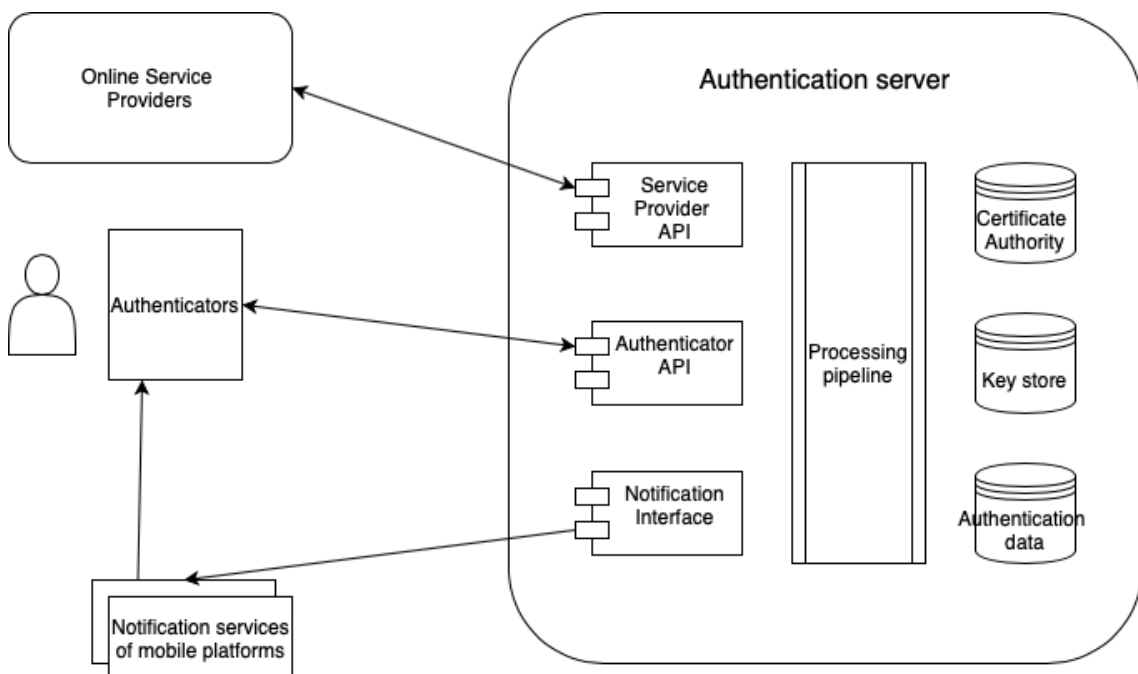 Online Service
Providers
Authentication server
Service
Provider
API
Certificate
Authority
Authenticators
Authenticator
API
Processing
pipeline
Key store
Notification
Interface
Authentication
data
Notification services
of mobile platforms